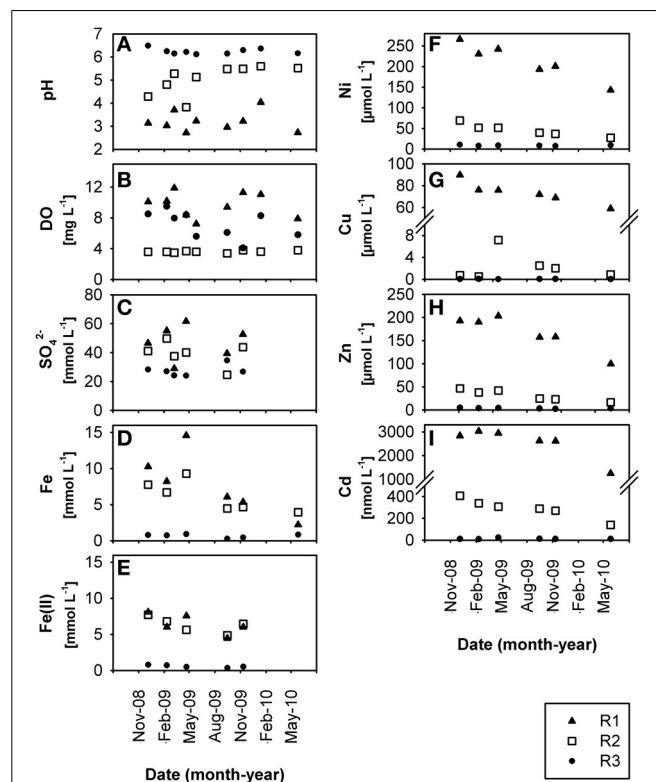 A
pH
7
6
5
4
3
2
B
DO
[mg L⁻¹]
12
8
4
0
C
SO₄²⁻
[mmol L⁻¹]
80
60
40
20
0
D
Fe
[mmol L⁻¹]
15
10
5
0
E
Fe(II)
[mmol L⁻¹]
15
10
5
0
Nov-08
Feb-09
May-09
Aug-09
Nov-09
Feb-10
May-10
Date (month-year)
F
Ni
[µmol L⁻¹]
250
200
150
100
50
0
G
Cu
[µmol L⁻¹]
100
80
60
8
4
0
H
Zn
[µmol L⁻¹]
250
200
150
100
50
0
I
Cd
[nmol L⁻¹]
3000
2000
1000
400
200
0
Nov-08
Feb-09
May-09
Aug-09
Nov-09
Feb-10
May-10
Date (month-year)
R1
R2
R3